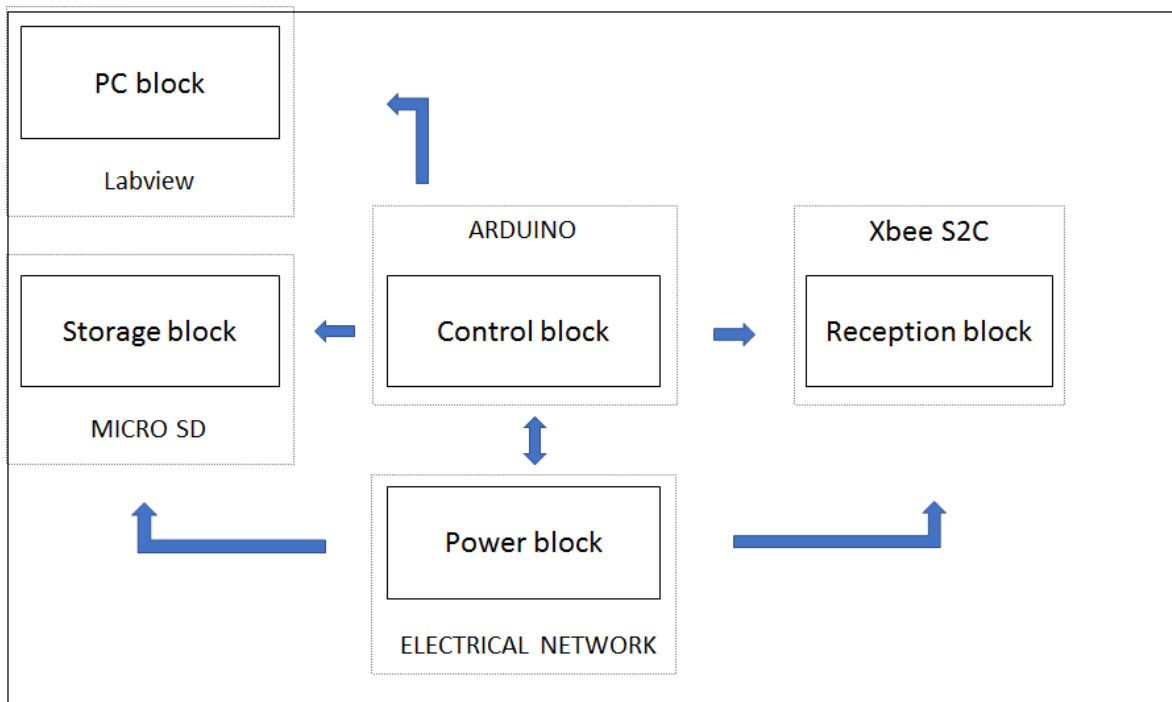 PC block
Labview
ARDUINO
Xbee S2C
Storage block
Control block
Reception block
MICRO SD
Power block
ELECTRICAL NETWORK